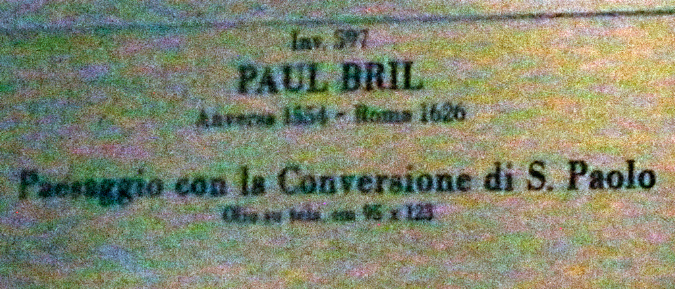 Inv. 597
PAUL BRIL
Anversa 1554 - Roma 1626
Paesaggio con la Conversione di S. Paolo
Olio su tela, cm 95 x 123